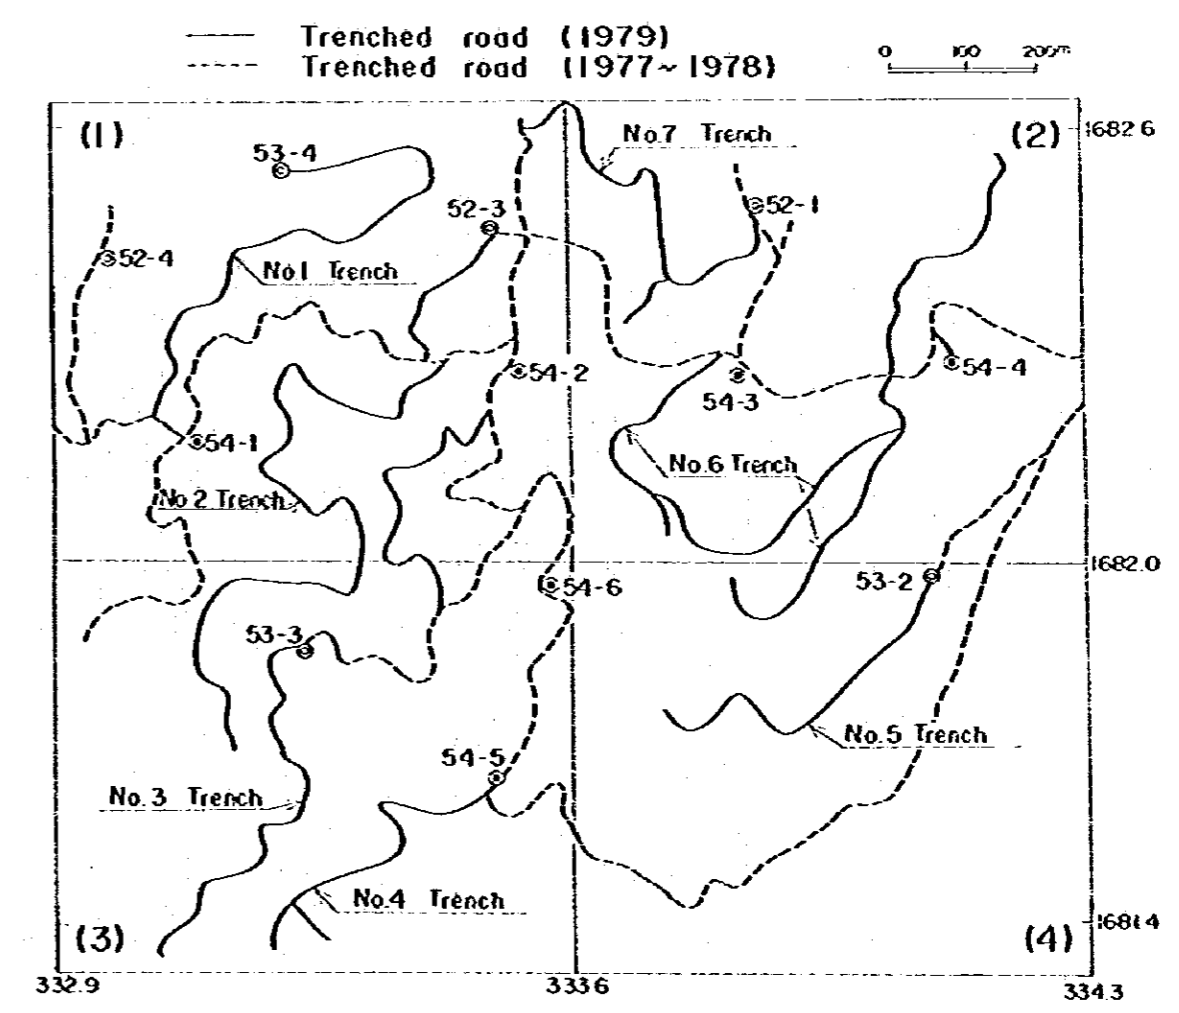 Trenched road (1979)
Trenched road (1977~1978)
0 100 200m
(1)
(2)
1682.6
No.7 Trench
53-4
52-3
52-1
52-4
No.1 Trench
54-2
54-3
54-4
54-1
No.6 Trench
No.2 Trench
1682.0
53-2
54-6
53-3
No.5 Trench
54-5
No.3 Trench
No.4 Trench
1681.4
(3)
(4)
332.9
333.6
334.3